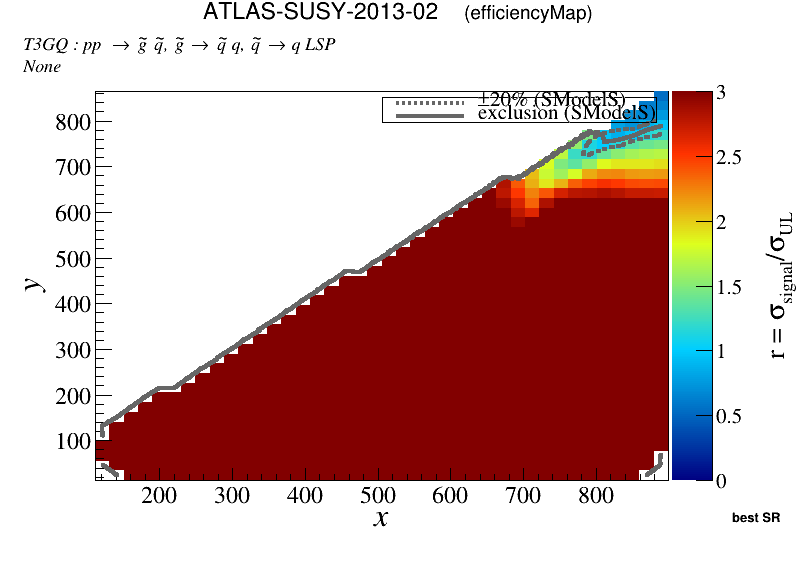 ATLAS-SUSY-2013-02 (efficiencyMap)
T3GQ : pp → g̃ q̃, g̃ → q̃ q, q̃ → q LSP
None
±20% (SModelS)
exclusion (SModelS)
800
700
600
500
400
300
200
100
y
200 300 400 500 600 700 800
x
3
2.5
2
1.5
1
0.5
0
r = σsignal/σUL
best SR